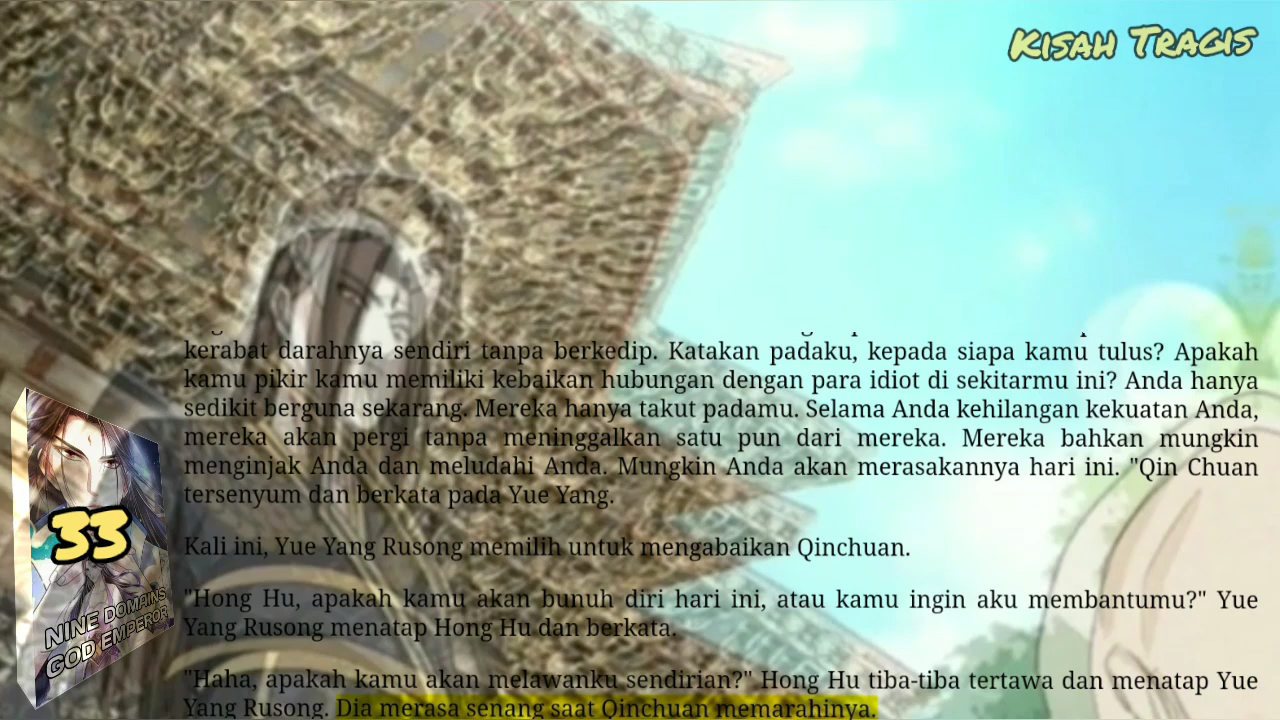 Kisah Tragis
kerabat darahnya sendiri tanpa berkedip. Katakan padaku, kepada siapa kamu tulus? Apakah
kamu pikir kamu memiliki kebaikan hubungan dengan para idiot di sekitarmu ini? Anda hanya
sedikit berguna sekarang. Mereka hanya takut padamu. Selama Anda kehilangan kekuatan Anda,
mereka akan pergi tanpa meninggalkan satu pun dari mereka. Mereka bahkan mungkin
menginjak Anda dan meludahi Anda. Mungkin Anda akan merasakannya hari ini. "Qin Chuan
tersenyum dan berkata pada Yue Yang.
Kali ini, Yue Yang Rusong memilih untuk mengabaikan Qinchuan.
"Hong Hu, apakah kamu akan bunuh diri hari ini, atau kamu ingin aku membantumu?" Yue
Yang Rusong menatap Hong Hu dan berkata.
"Haha, apakah kamu akan melawanku sendirian?" Hong Hu tiba-tiba tertawa dan menatap Yue
Yang Rusong. Dia merasa senang saat Qinchuan memarahinya.
33
NINE DOMAINS
GOD EMPEROR